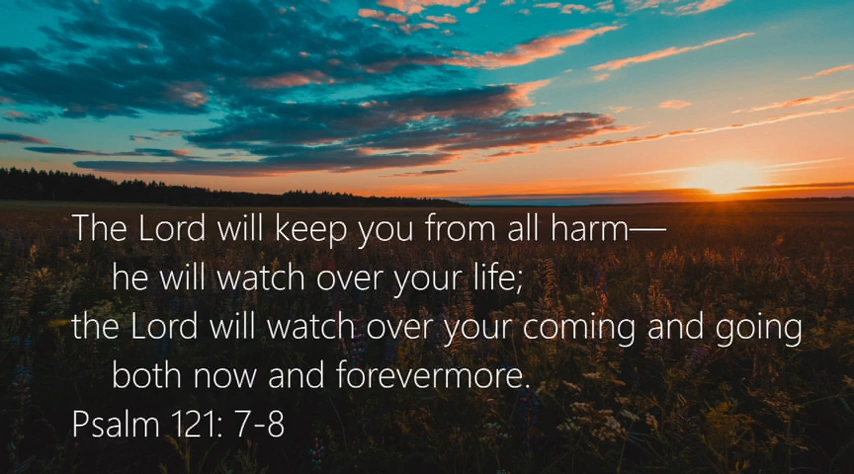 The Lord will keep you from all harm—
he will watch over your life;
the Lord will watch over your coming and going
both now and forevermore.
Psalm 121: 7-8